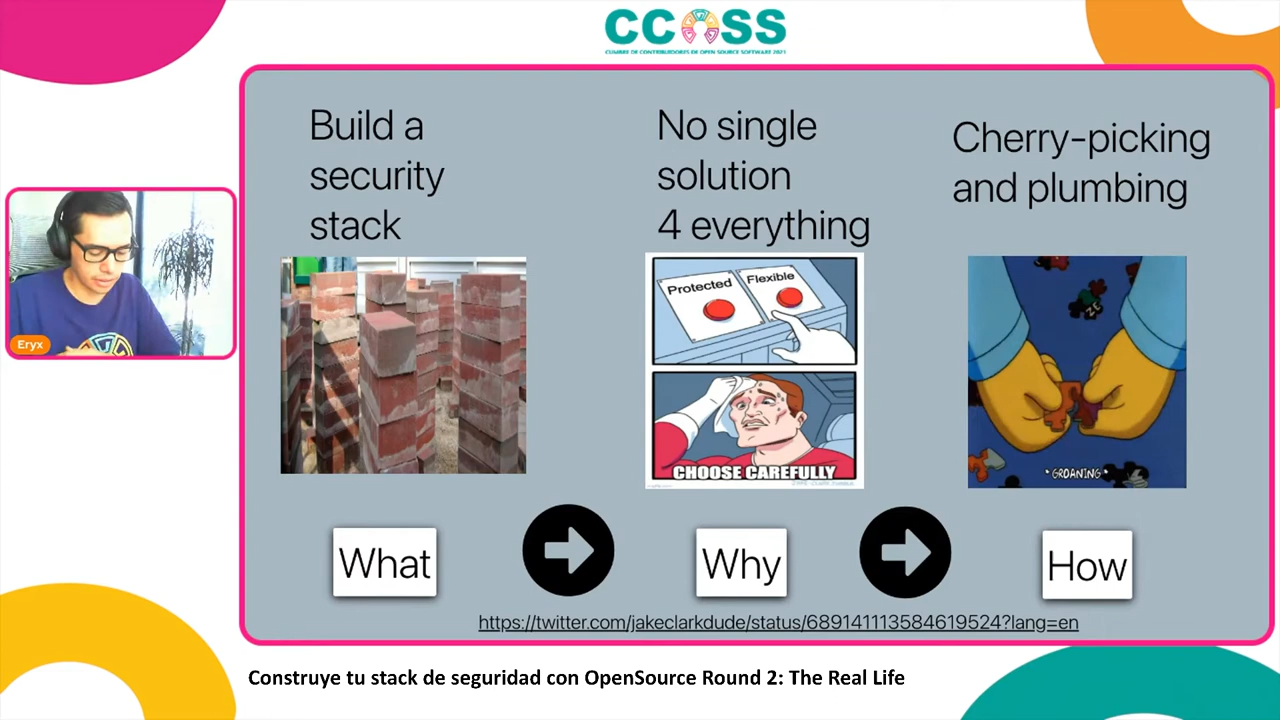 CCOSS
CUMBRE DE CONTRIBUIDORES DE OPEN SOURCE SOFTWARE 2021
Build a
security
stack
No single
solution
4 everything
Cherry-picking
and plumbing
Protected
Flexible
CHOOSE CAREFULLY
*GROANING*
Eryx
What
Why
How
https://twitter.com/jakeclarkdude/status/689141113584619524?lang=en
Construye tu stack de seguridad con OpenSource Round 2: The Real Life